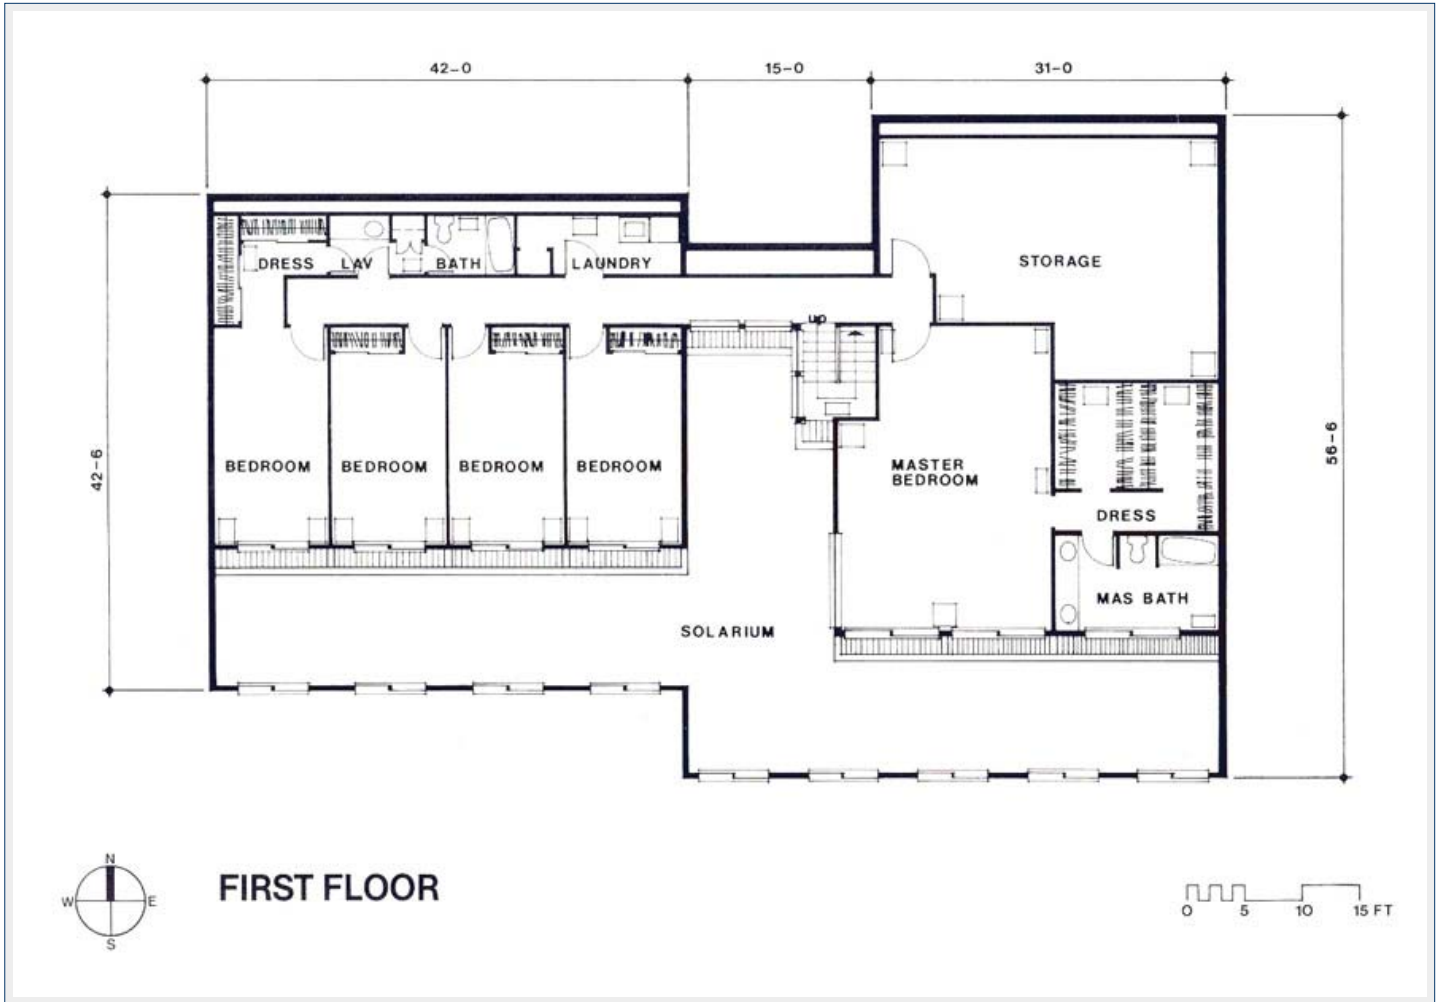 42-0
15-0
31-0
DRESS
LAV
BATH
LAUNDRY
STORAGE
up
42-6
56-6
BEDROOM
BEDROOM
BEDROOM
BEDROOM
MASTER
BEDROOM
DRESS
MAS BATH
SOLARIUM
N
W
E
S
FIRST FLOOR
0 5 10 15 FT